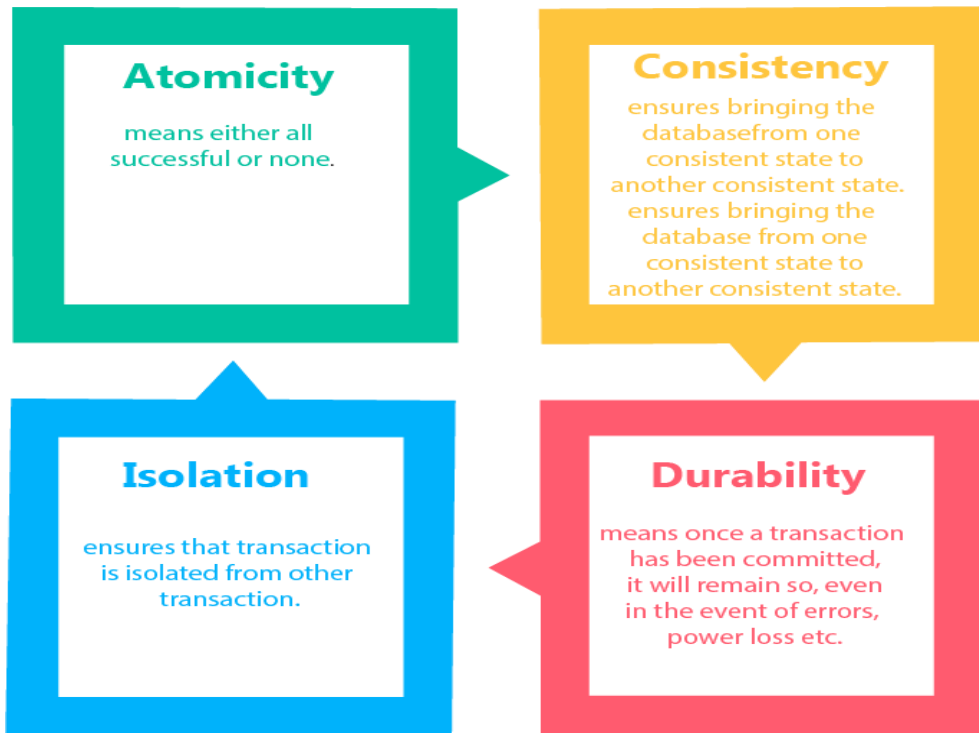 Atomicity
means either all
successful or none.
Consistency
ensures bringing the
databasefrom one
consistent state to
another consistent state.
ensures bringing the
database from one
consistent state to
another consistent state.
Isolation
ensures that transaction
is isolated from other
transaction.
Durability
means once a transaction
has been committed,
it will remain so, even
in the event of errors,
power loss etc.